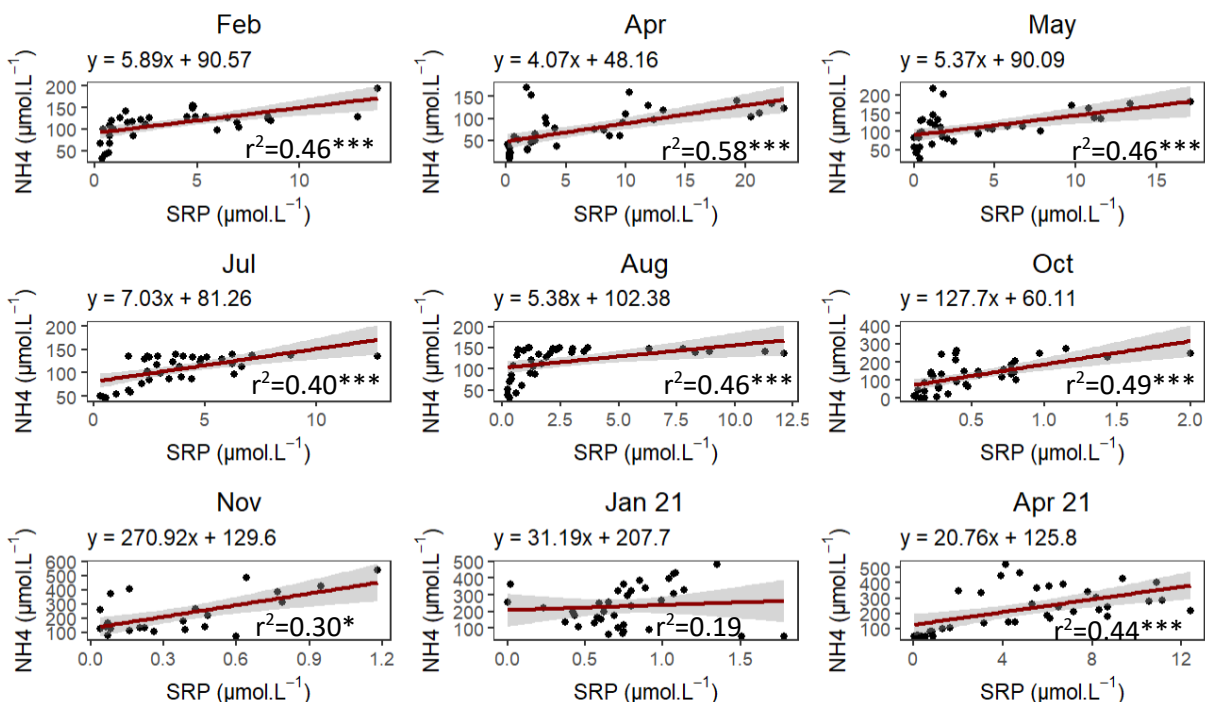 Feb
y = 5.89x + 90.57
NH4 (µmol.L⁻¹)
200
150
100
50
r²=0.46***
0 5 10
SRP (µmol.L⁻¹)
Apr
y = 4.07x + 48.16
NH4 (µmol.L⁻¹)
150
100
50
r²=0.58***
0 5 10 15 20
SRP (µmol.L⁻¹)
May
y = 5.37x + 90.09
NH4 (µmol.L⁻¹)
200
150
100
50
r²=0.46***
0 5 10 15
SRP (µmol.L⁻¹)
Jul
y = 7.03x + 81.26
NH4 (µmol.L⁻¹)
200
150
100
50
r²=0.40***
0 5 10
SRP (µmol.L⁻¹)
Aug
y = 5.38x + 102.38
NH4 (µmol.L⁻¹)
200
150
100
50
r²=0.46***
0.0 2.5 5.0 7.5 10.0 12.5
SRP (µmol.L⁻¹)
Oct
y = 127.7x + 60.11
NH4 (µmol.L⁻¹)
400
300
200
100
0
r²=0.49***
0.0 0.5 1.0 1.5 2.0
SRP (µmol.L⁻¹)
Nov
y = 270.92x + 129.6
NH4 (µmol.L⁻¹)
600
500
400
300
200
100
r²=0.30*
0.0 0.3 0.6 0.9 1.2
SRP (µmol.L⁻¹)
Jan 21
y = 31.19x + 207.7
NH4 (µmol.L⁻¹)
500
400
300
200
100
r²=0.19
0.0 0.5 1.0 1.5
SRP (µmol.L⁻¹)
Apr 21
y = 20.76x + 125.8
NH4 (µmol.L⁻¹)
500
400
300
200
100
r²=0.44***
0 4 8 12
SRP (µmol.L⁻¹)